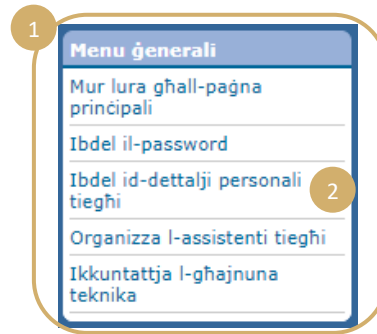 1
Menu ġenerali
Mur lura għall-paġna
prinċipali
Ibdel il-password
Ibdel id-dettalji personali
tiegħi
2
Organizza l-assistenti tiegħi
Ikkuntattja l-għajnuna
teknika